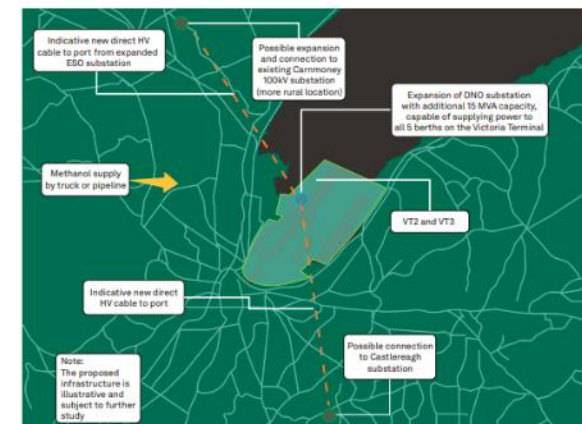 Indicative new direct HV
cable to port from expanded
ESO substation
Possible expansion
and connection to
existing Carnmoney
100kV substation
(more rural location)
Expansion of DNO substation
with additional 15 MVA capacity,
capable of supplying power to
all 5 berths on the Victoria Terminal
Methanol supply
by truck or pipeline
VT2 and VT3
Indicative new direct
HV cable to port
Possible connection
to Castlereagh
substation
Note:
The proposed
infrastructure is
illustrative and
subject to further
study